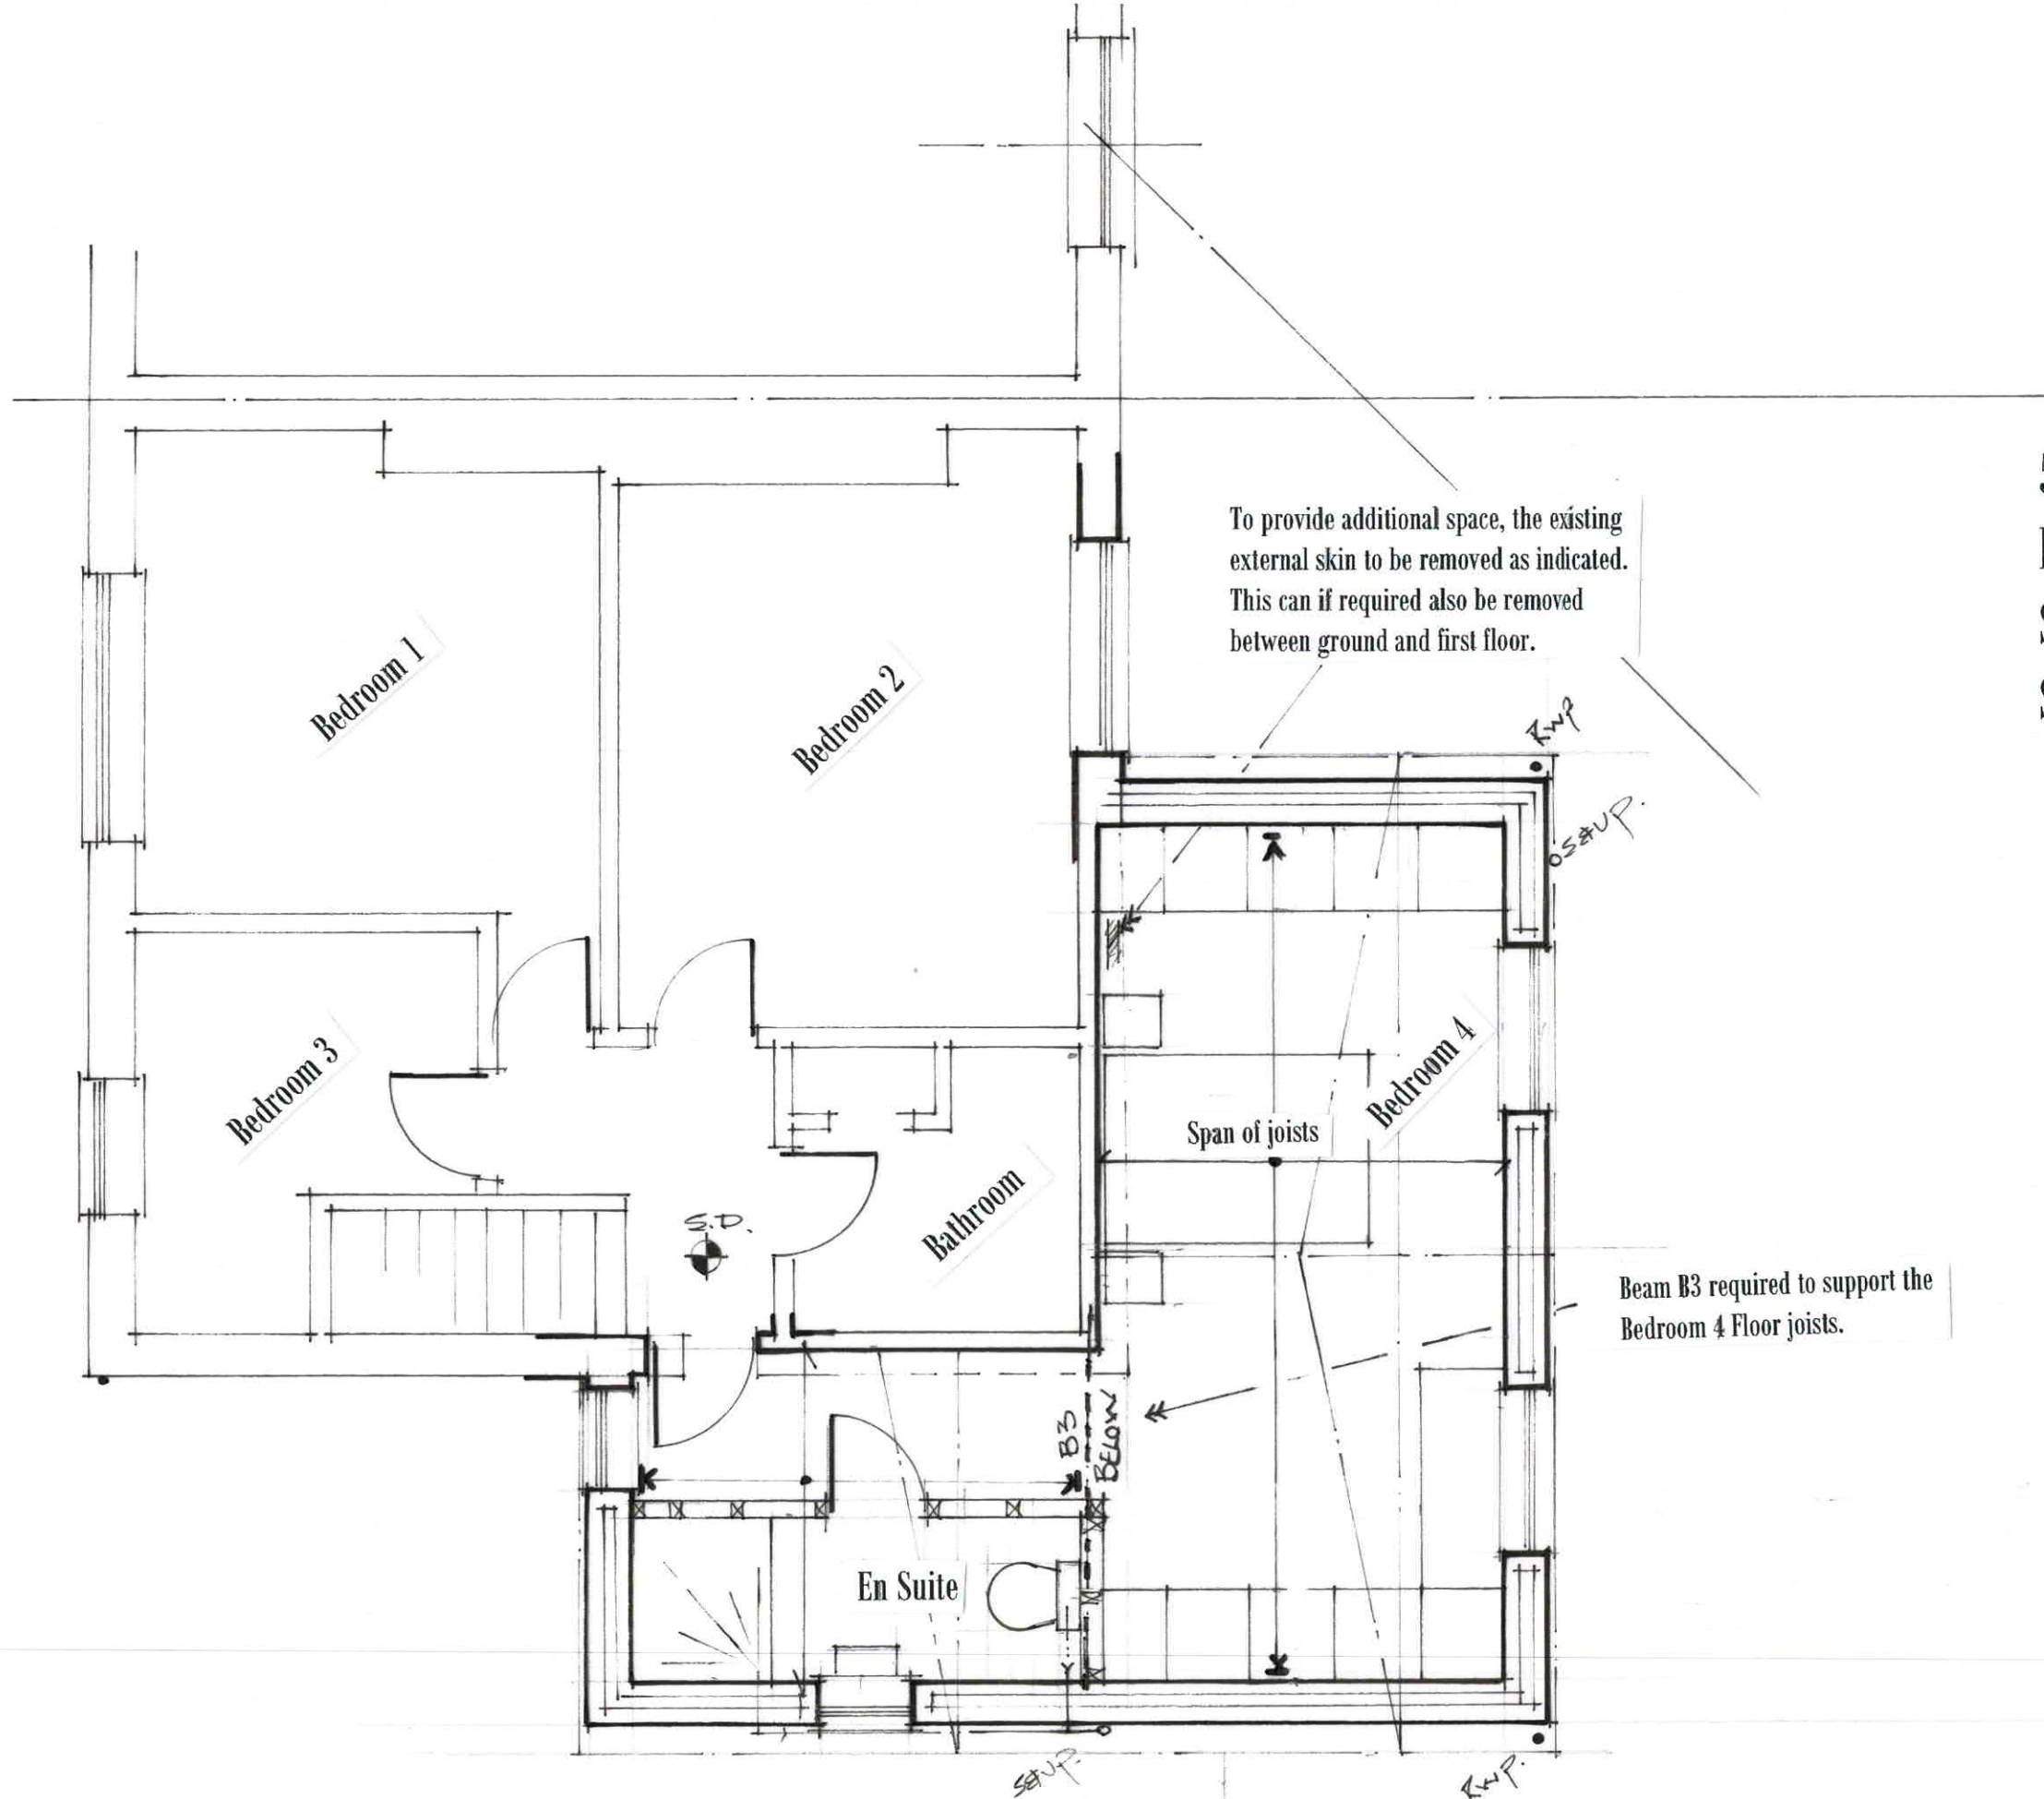 To provide additional space, the existing
external skin to be removed as indicated.
This can if required also be removed
between ground and first floor.
Bedroom 1
Bedroom 2
RWP
S&VP.
Bedroom 3
Bedroom 4
Span of joists
S.D.
Bathroom
Beam B3 required to support the
Bedroom 4 Floor joists.
B3
BELOW
En Suite
S&VP.
RWP.